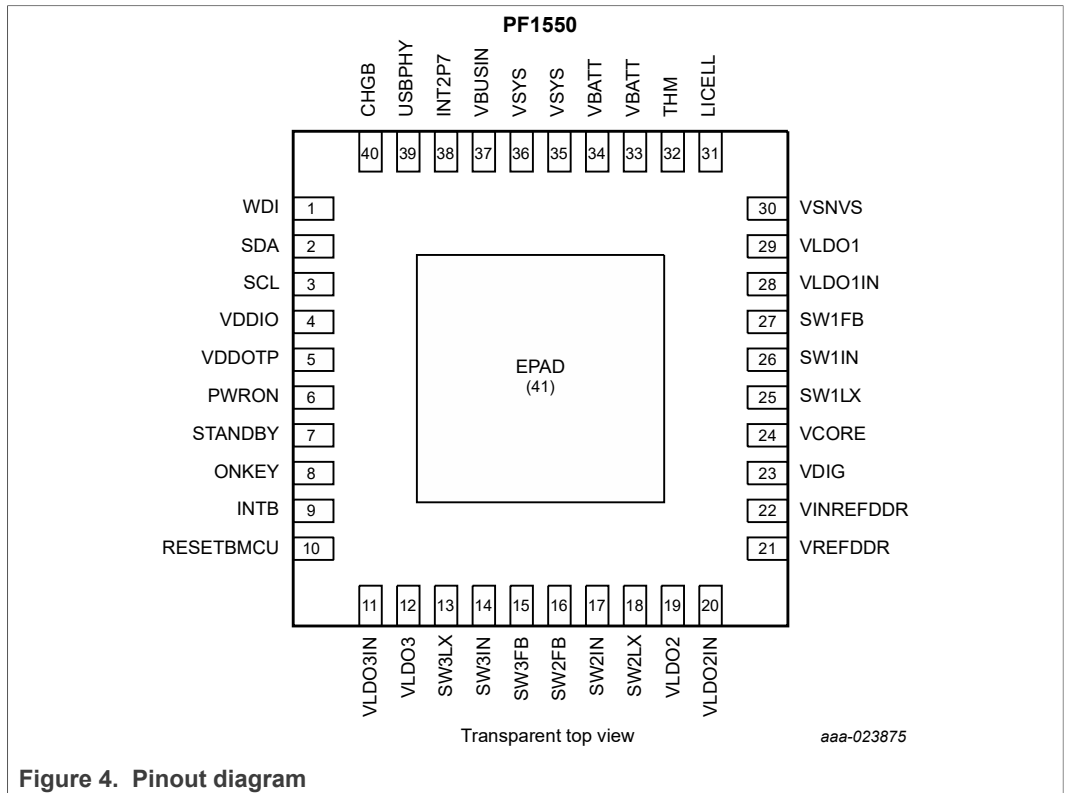 PF1550
CHGB
USBPHY
INT2P7
VBUSIN
VSYS
VSYS
VBATT
VBATT
THM
LICELL
40 39 38 37 36 35 34 33 32 31
WDI 1
SDA 2
SCL 3
VDDIO 4
VDDOTP 5
PWRON 6
STANDBY 7
ONKEY 8
INTB 9
RESETBMCU 10
EPAD
(41)
30 VSNVS
29 VLDO1
28 VLDO1IN
27 SW1FB
26 SW1IN
25 SW1LX
24 VCORE
23 VDIG
22 VINREFDDR
21 VREFDDR
11 12 13 14 15 16 17 18 19 20
VLDO3IN
VLDO3
SW3LX
SW3IN
SW3FB
SW2FB
SW2IN
SW2LX
VLDO2
VLDO2IN
Transparent top view
aaa-023875
Figure 4. Pinout diagram